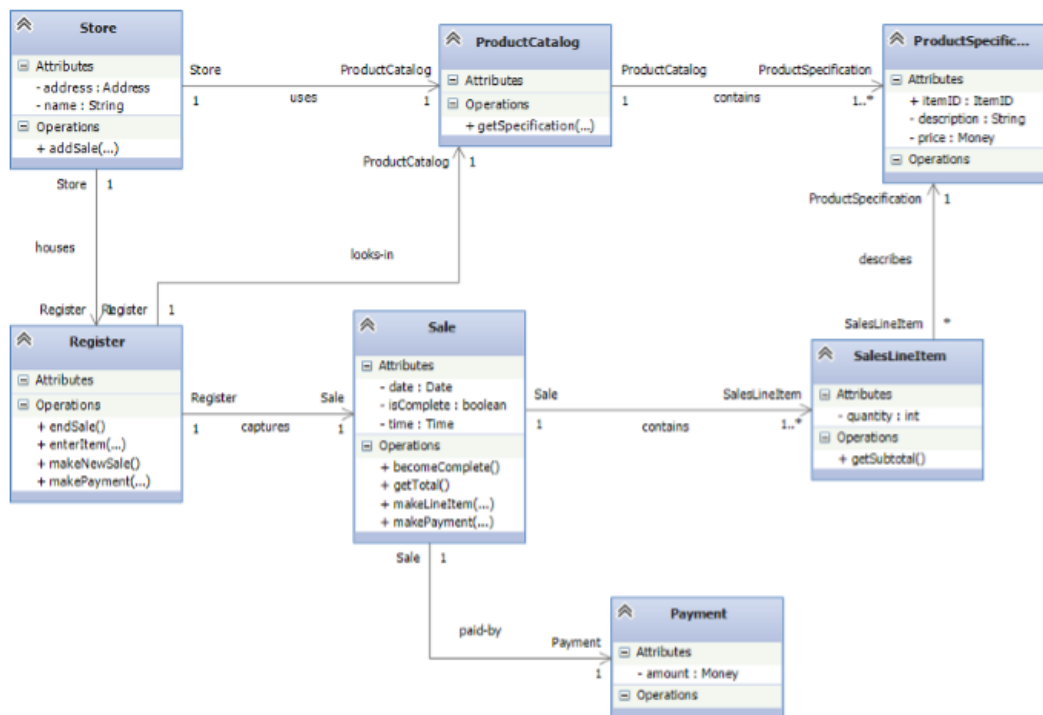 Store
Attributes
- address : Address
- name : String
Operations
+ addSale(...)
Store
1
uses
ProductCatalog
1
ProductCatalog
Attributes
Operations
+ getSpecification(...)
ProductCatalog
1
contains
ProductSpecification
1..*
ProductSpecific...
Attributes
+ itemID : ItemID
- description : String
- price : Money
Operations
Store
1
houses
Register
1
Register
1
looks-in
ProductCatalog
1
ProductSpecification
1
describes
SalesLineItem
*
Register
Attributes
Operations
+ endSale()
+ enterItem(...)
+ makeNewSale()
+ makePayment(...)
Register
1
captures
Sale
1
Sale
Attributes
- date : Date
- isComplete : boolean
- time : Time
Operations
+ becomeComplete()
+ getTotal()
+ makeLineItem(...)
+ makePayment(...)
Sale
1
contains
SalesLineItem
1..*
SalesLineItem
Attributes
- quantity : int
Operations
+ getSubtotal()
Sale
1
paid-by
Payment
1
Payment
Attributes
- amount : Money
Operations